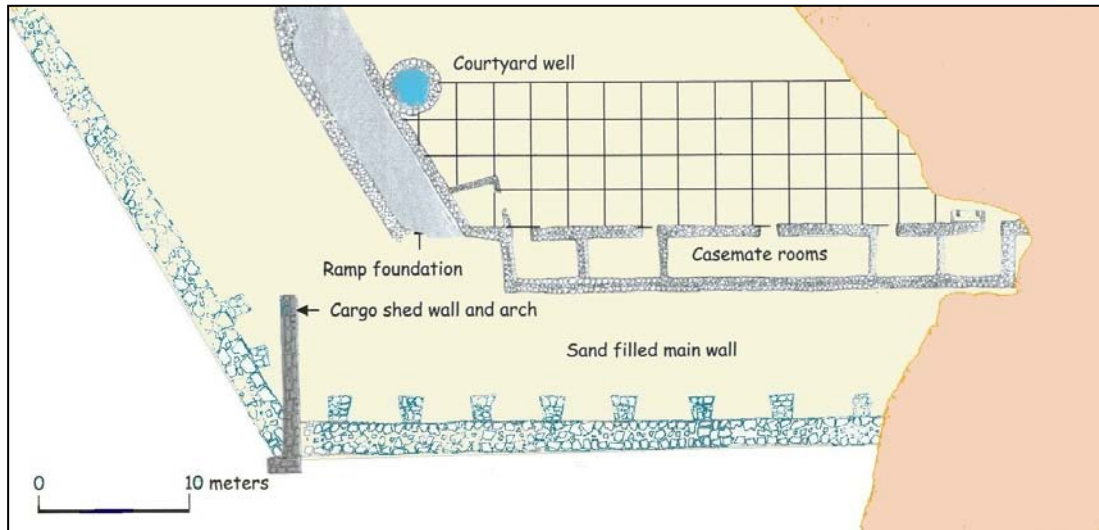 Courtyard well
Ramp foundation
Casemate rooms
Cargo shed wall and arch
Sand filled main wall
0 10 meters